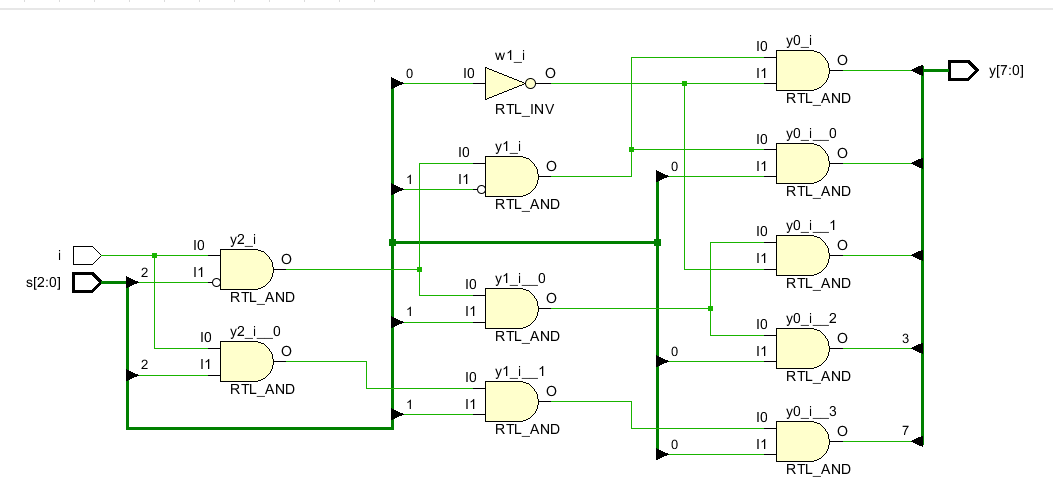 y0_i
I0
O
I1
RTL_AND
y[7:0]
w1_i
0
I0
O
RTL_INV
y0_i__0
I0
O
0
I1
RTL_AND
y1_i
I0
O
1
I1
RTL_AND
y0_i__1
I0
O
I1
RTL_AND
i
s[2:0]
y2_i
I0
O
2
I1
RTL_AND
y1_i__0
I0
O
1
I1
RTL_AND
y0_i__2
I0
O
3
0
I1
RTL_AND
y2_i__0
I0
O
2
I1
RTL_AND
y1_i__1
I0
O
1
I1
RTL_AND
y0_i__3
I0
O
7
0
I1
RTL_AND